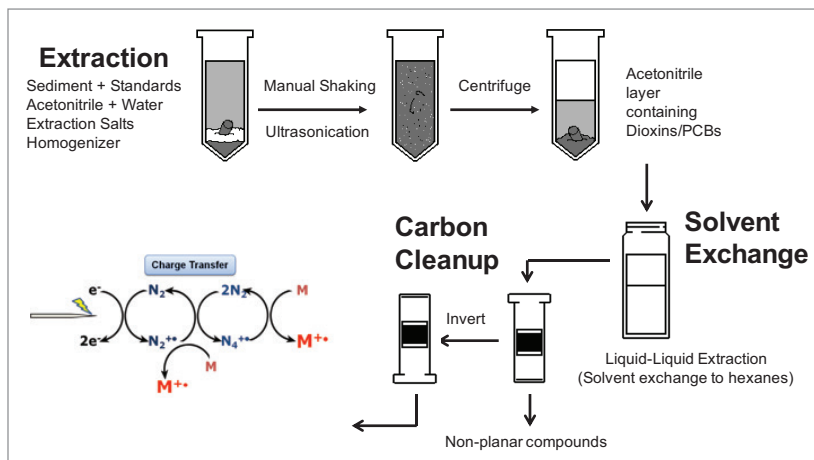 Extraction
Sediment + Standards
Acetonitrile + Water
Extraction Salts
Homogenizer
Manual Shaking
Ultrasonication
Centrifuge
Acetonitrile
layer
containing
Dioxins/PCBs
Solvent
Exchange
Carbon
Cleanup
Invert
Liquid-Liquid Extraction
(Solvent exchange to hexanes)
Non-planar compounds
Charge Transfer
e⁻ N₂ 2N₂ M
2e⁻ N₂⁺• N₄⁺• M⁺•
M
M⁺•